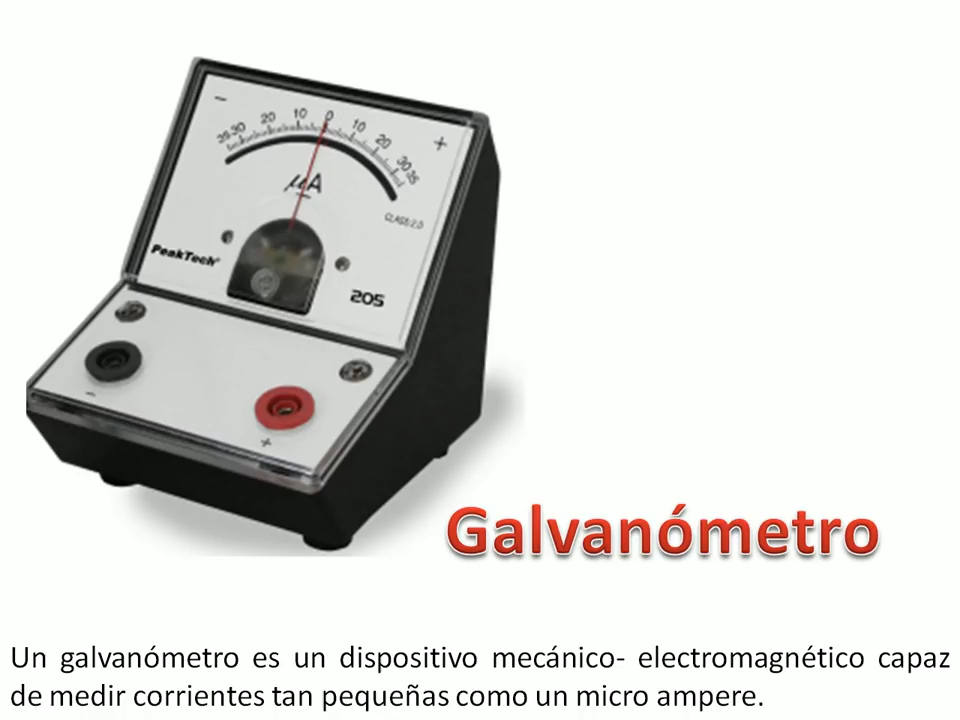 −
+
35 30 20 10 0 10 20 30 35
µA
CLASS:2.0
PeakTech®
205
−
+
Galvanómetro
Un galvanómetro es un dispositivo mecánico- electromagnético capaz
de medir corrientes tan pequeñas como un micro ampere.